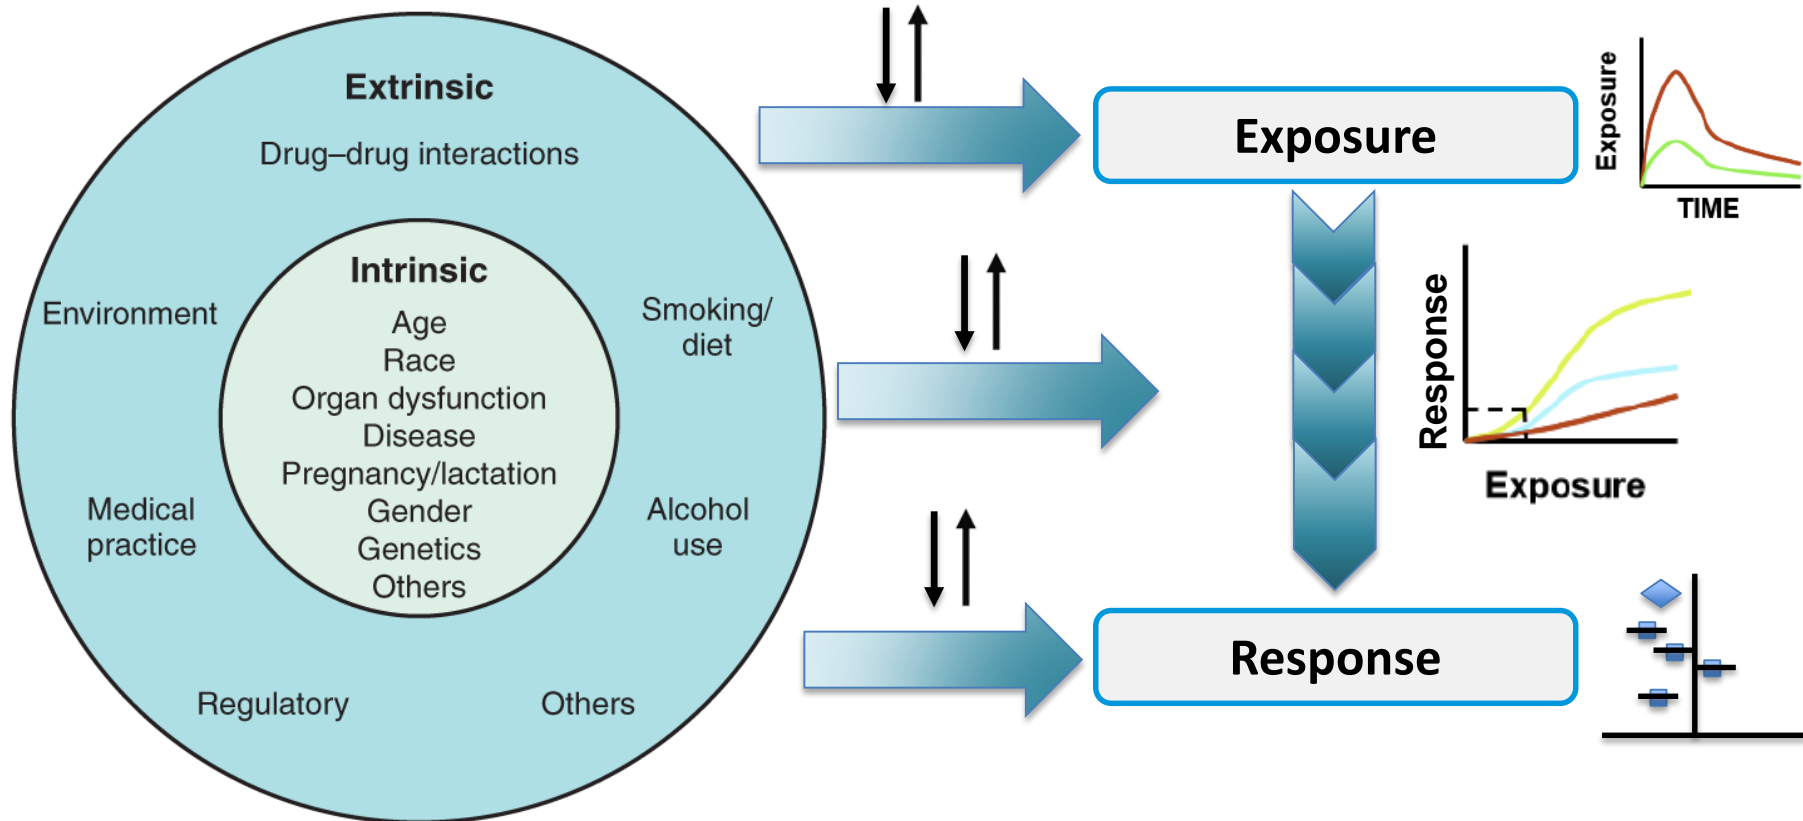 Extrinsic
Drug–drug interactions
Environment
Smoking/
diet
Medical
practice
Alcohol
use
Regulatory
Others
Intrinsic
Age
Race
Organ dysfunction
Disease
Pregnancy/lactation
Gender
Genetics
Others
Exposure
Exposure
TIME
Response
Exposure
Response